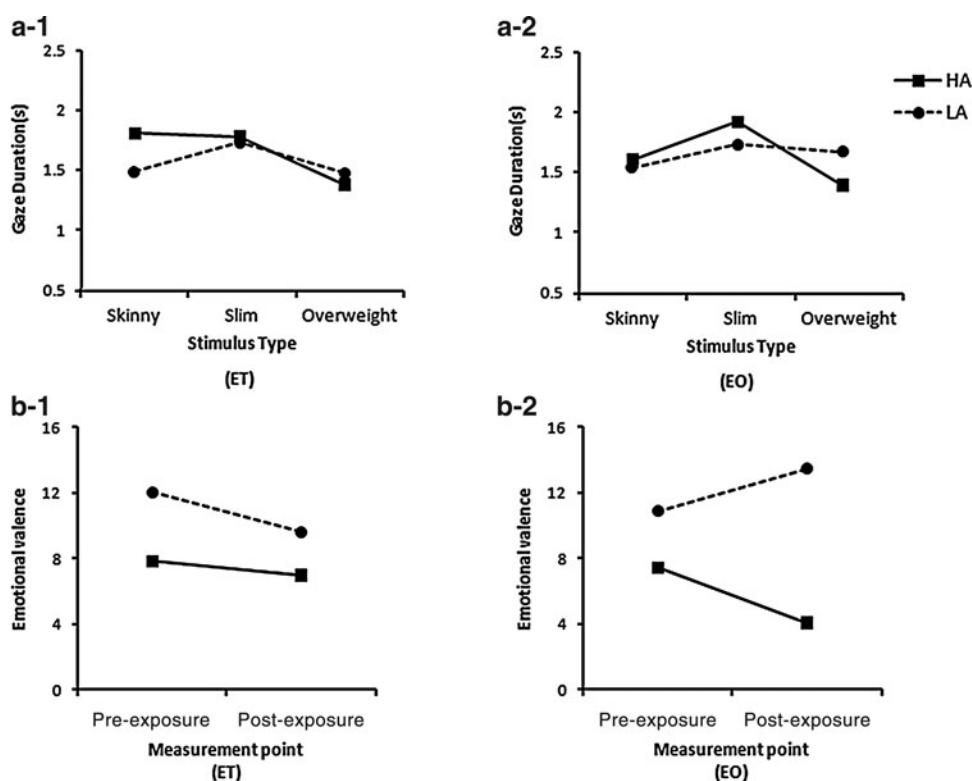 a-1
2.5
2
1.5
1
0.5
Gaze Duration(s)
Skinny Slim Overweight
Stimulus Type
(ET)
a-2
2.5
2
1.5
1
0.5
Gaze Duration(s)
Skinny Slim Overweight
Stimulus Type
(EO)
HA
LA
b-1
16
12
8
4
0
Emotional valence
Pre-exposure Post-exposure
Measurement point
(ET)
b-2
16
12
8
4
0
Emotional valence
Pre-exposure Post-exposure
Measurement point
(EO)